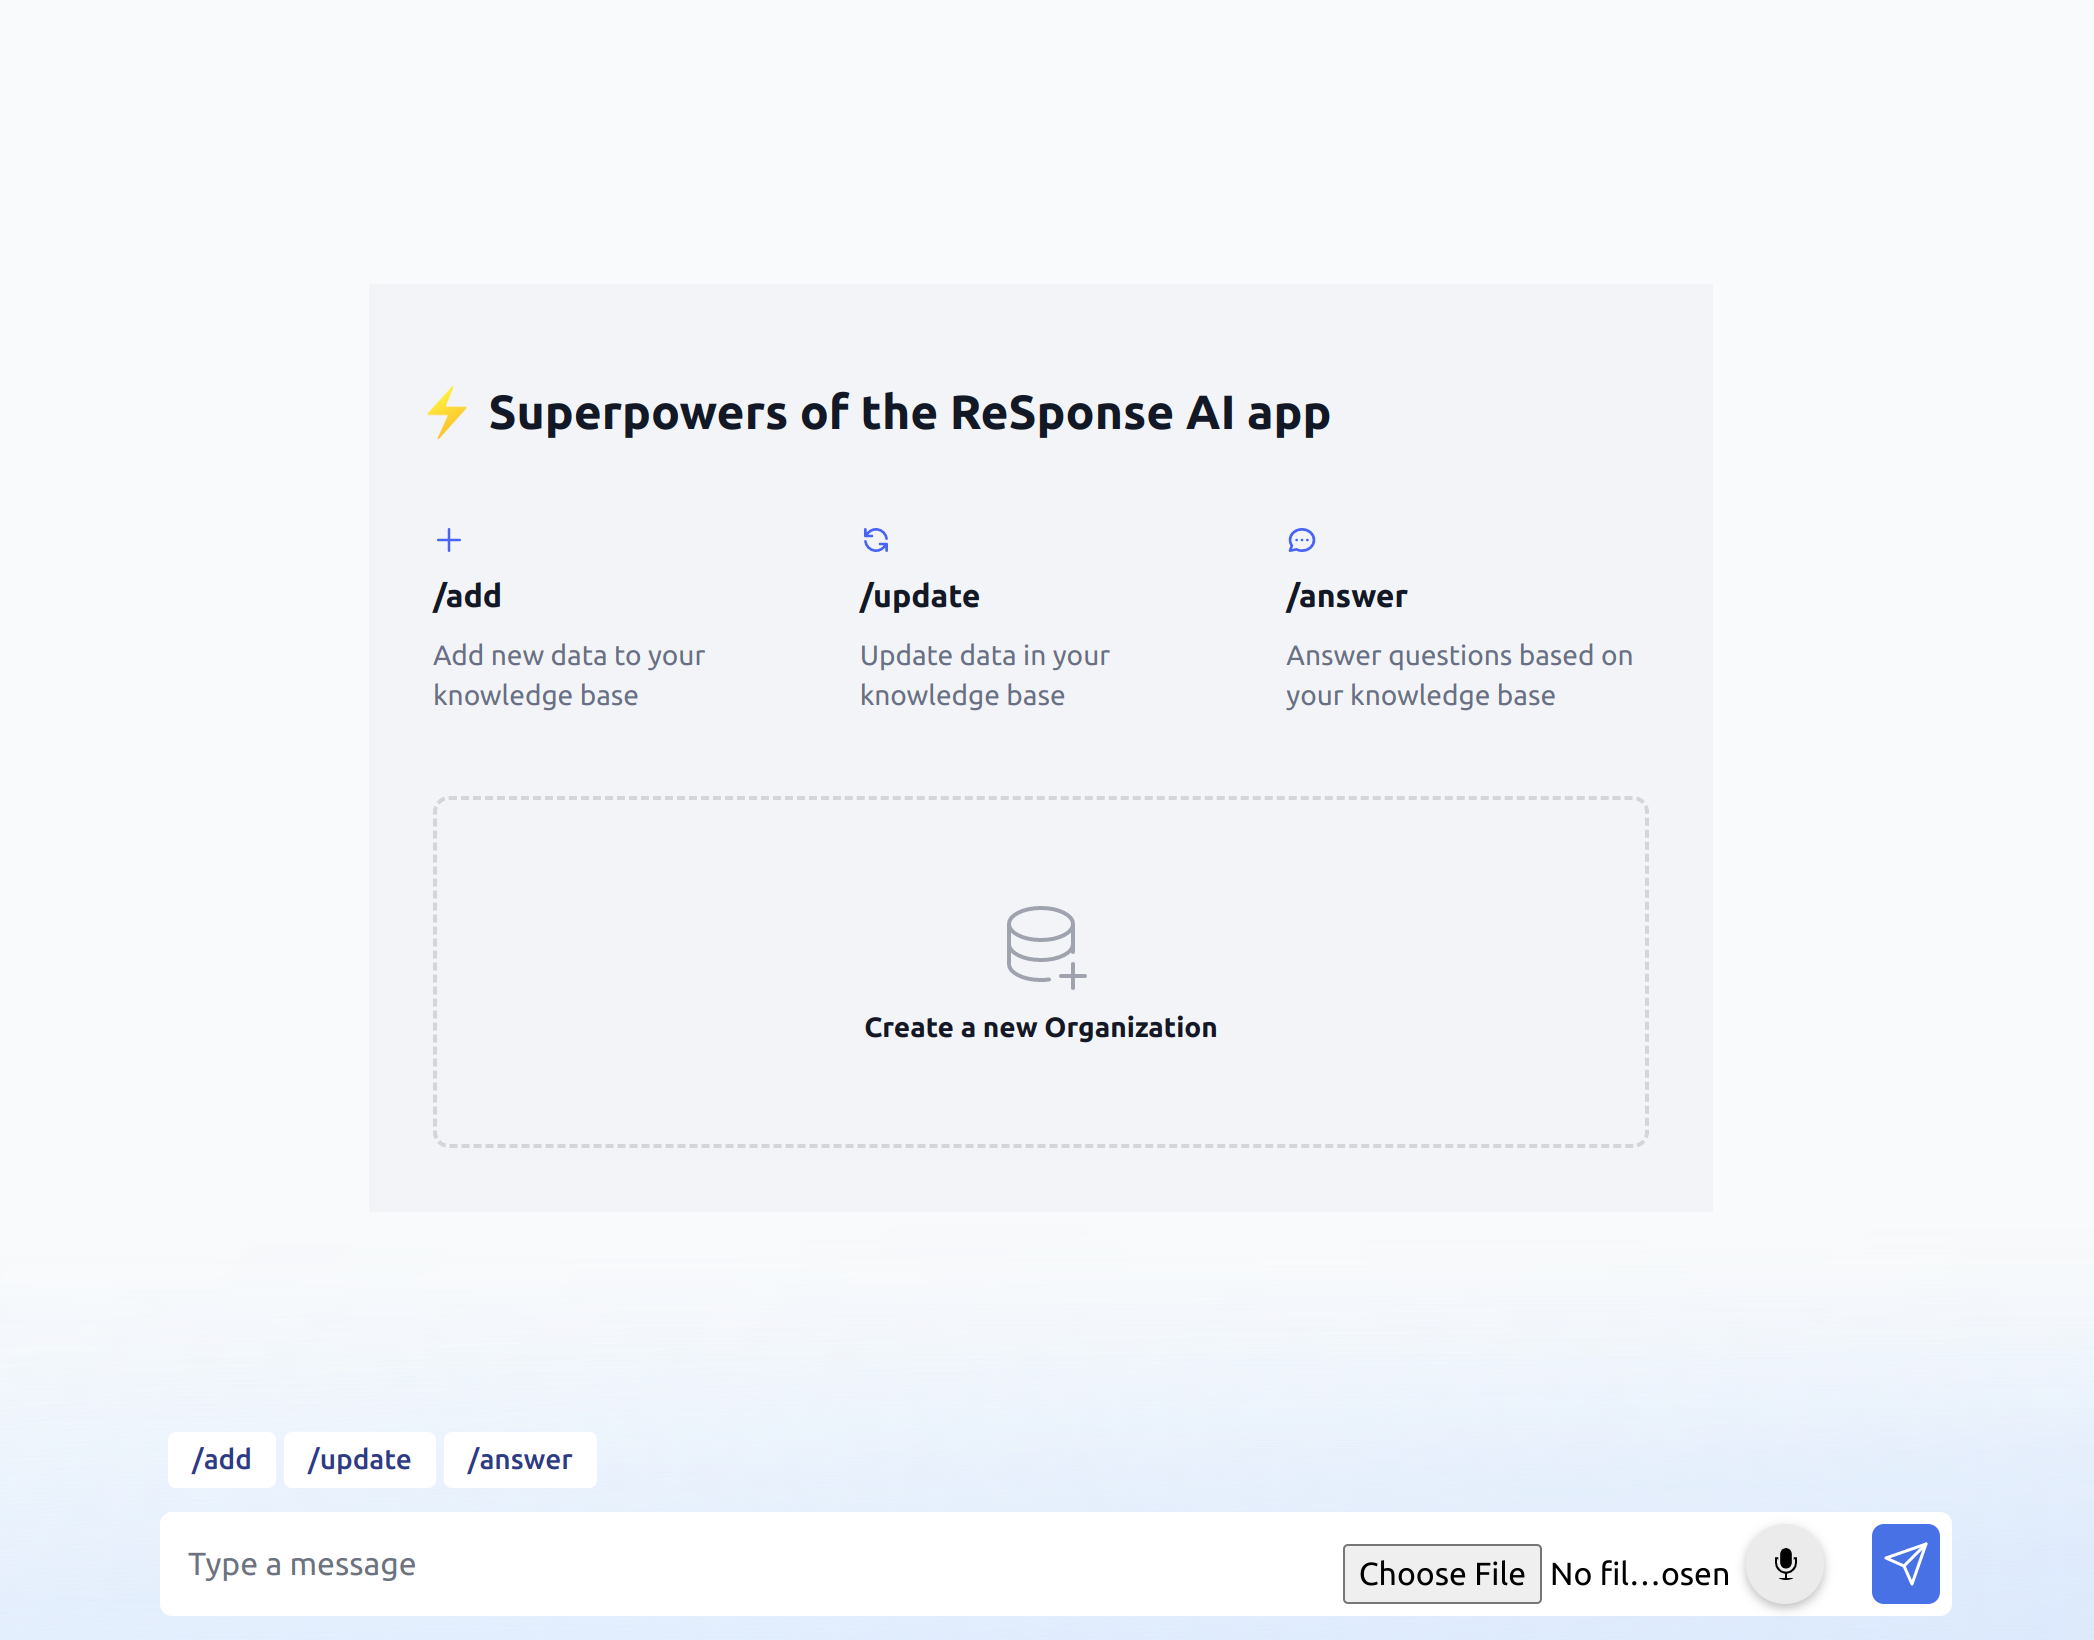 ⚡ Superpowers of the ReSponse AI app
/add
Add new data to your
knowledge base
/update
Update data in your
knowledge base
/answer
Answer questions based on
your knowledge base
Create a new Organization
/add /update /answer
Type a message Choose File No fil...osen